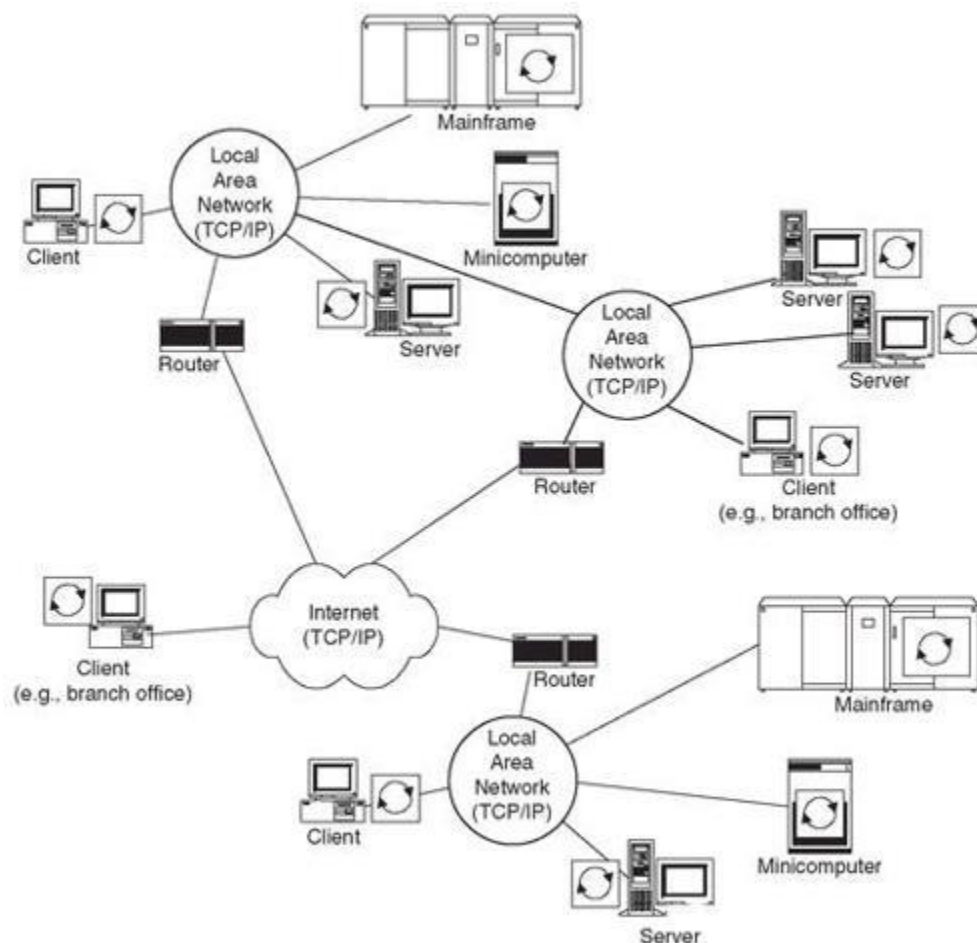 Mainframe
Local
Area
Network
(TCP/IP)
Client
Minicomputer
Server
Router
Server
Local
Area
Network
(TCP/IP)
Server
Router
Client
(e.g., branch office)
Internet
(TCP/IP)
Client
(e.g., branch office)
Router
Mainframe
Local
Area
Network
(TCP/IP)
Client
Minicomputer
Server